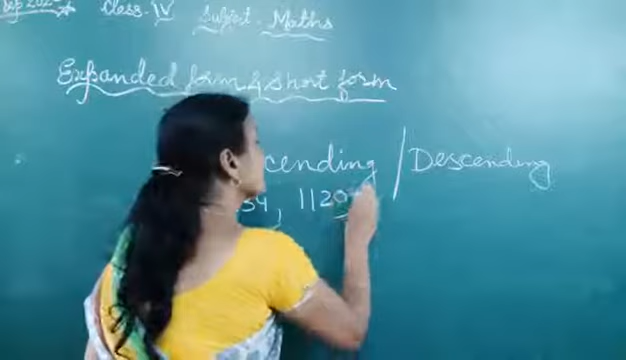 Class-IV Subject-Maths
Expanded form & short form
cending / Descending
34, 1120